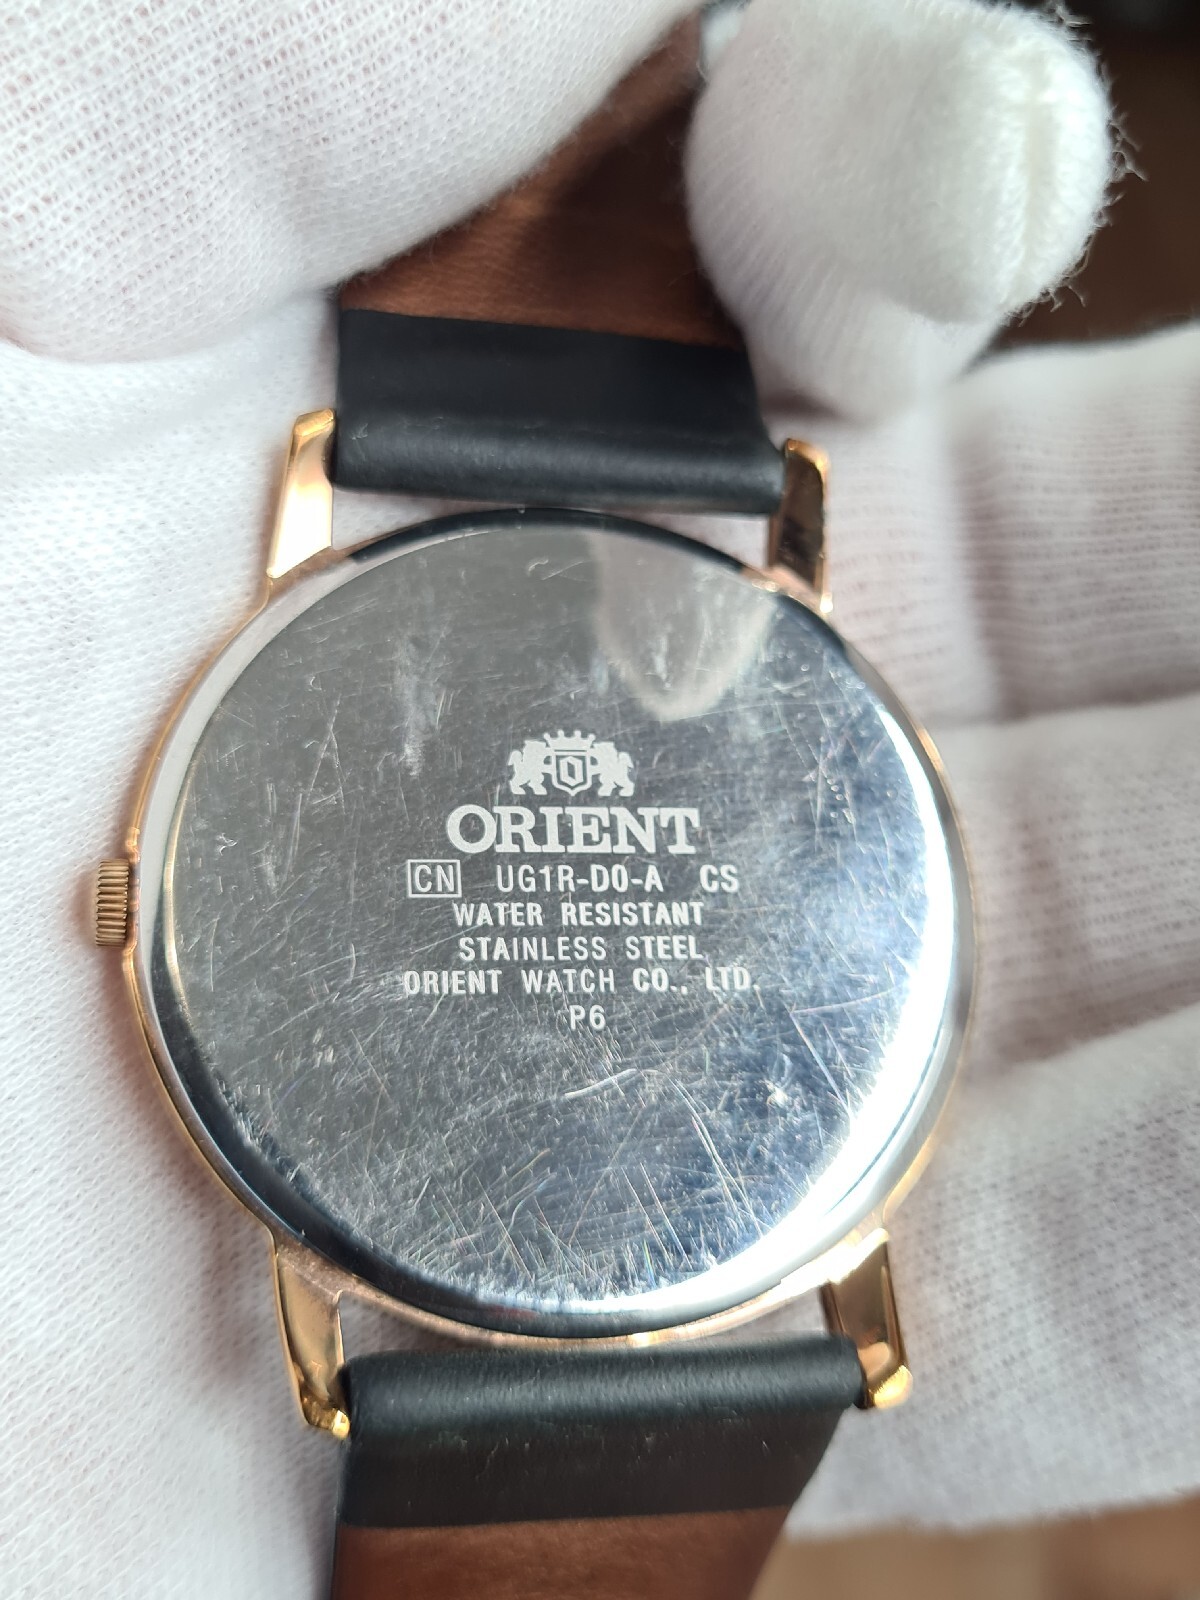 ORIENT
CN UG1R-D0-A CS
WATER RESISTANT
STAINLESS STEEL
ORIENT WATCH CO., LTD.
P6